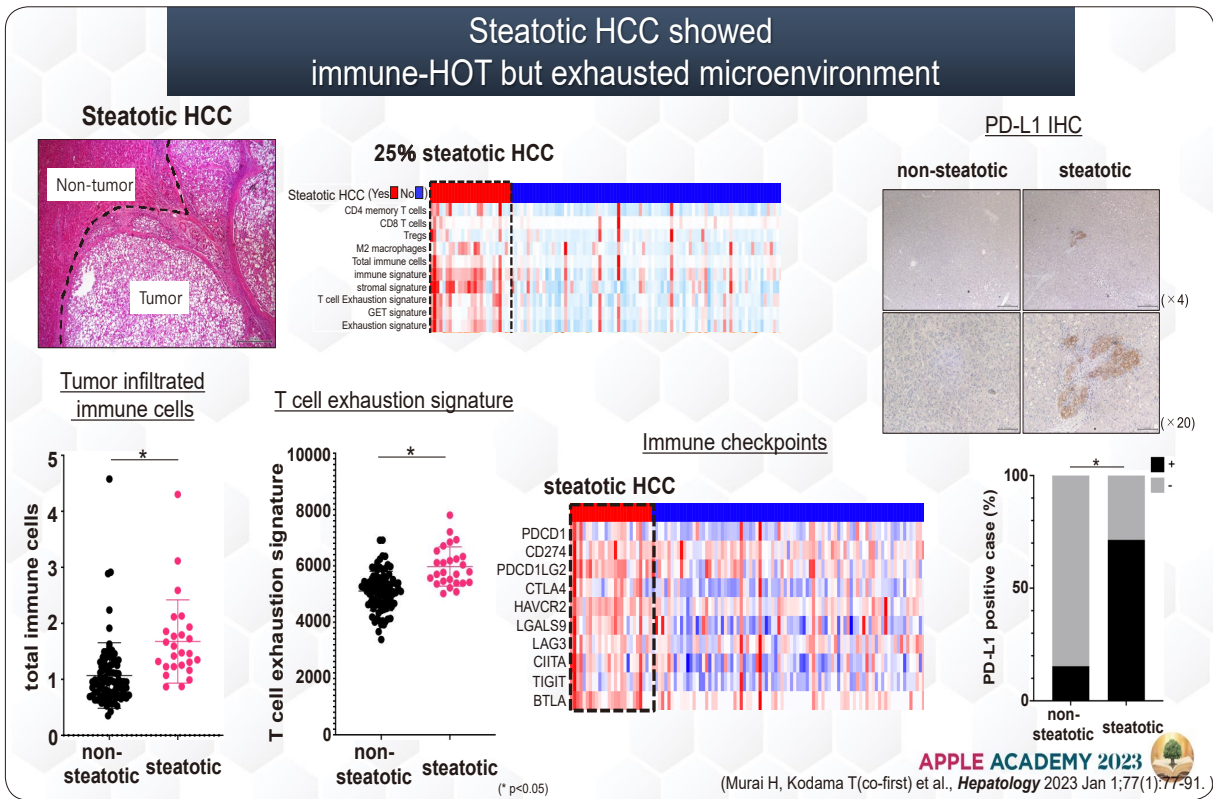 Steatotic HCC showed
immune-HOT but exhausted microenvironment
Steatotic HCC
Non-tumor
Tumor
25% steatotic HCC
Steatotic HCC (Yes No )
CD4 memory T cells
CD8 T cells
Tregs
M2 macrophages
Total immune cells
immune signature
stromal signature
T cell Exhaustion signature
GET signature
Exhaustion signature
PD-L1 IHC
non-steatotic steatotic
(×4)
(×20)
Tumor infiltrated
immune cells
total immune cells
5
4
3
2
1
0
*
non-
steatotic
steatotic
T cell exhaustion signature
T cell exhaustion signature
10000
8000
6000
4000
2000
0
*
non-
steatotic
steatotic
(* p<0.05)
Immune checkpoints
steatotic HCC
PDCD1
CD274
PDCD1LG2
CTLA4
HAVCR2
LGALS9
LAG3
CIITA
TIGIT
BTLA
PD-L1 positive case (%)
100
50
0
*
+
-
non-
steatotic
steatotic
APPLE ACADEMY 2023
(Murai H, Kodama T(co-first) et al., Hepatology 2023 Jan 1;77(1):77-91. )